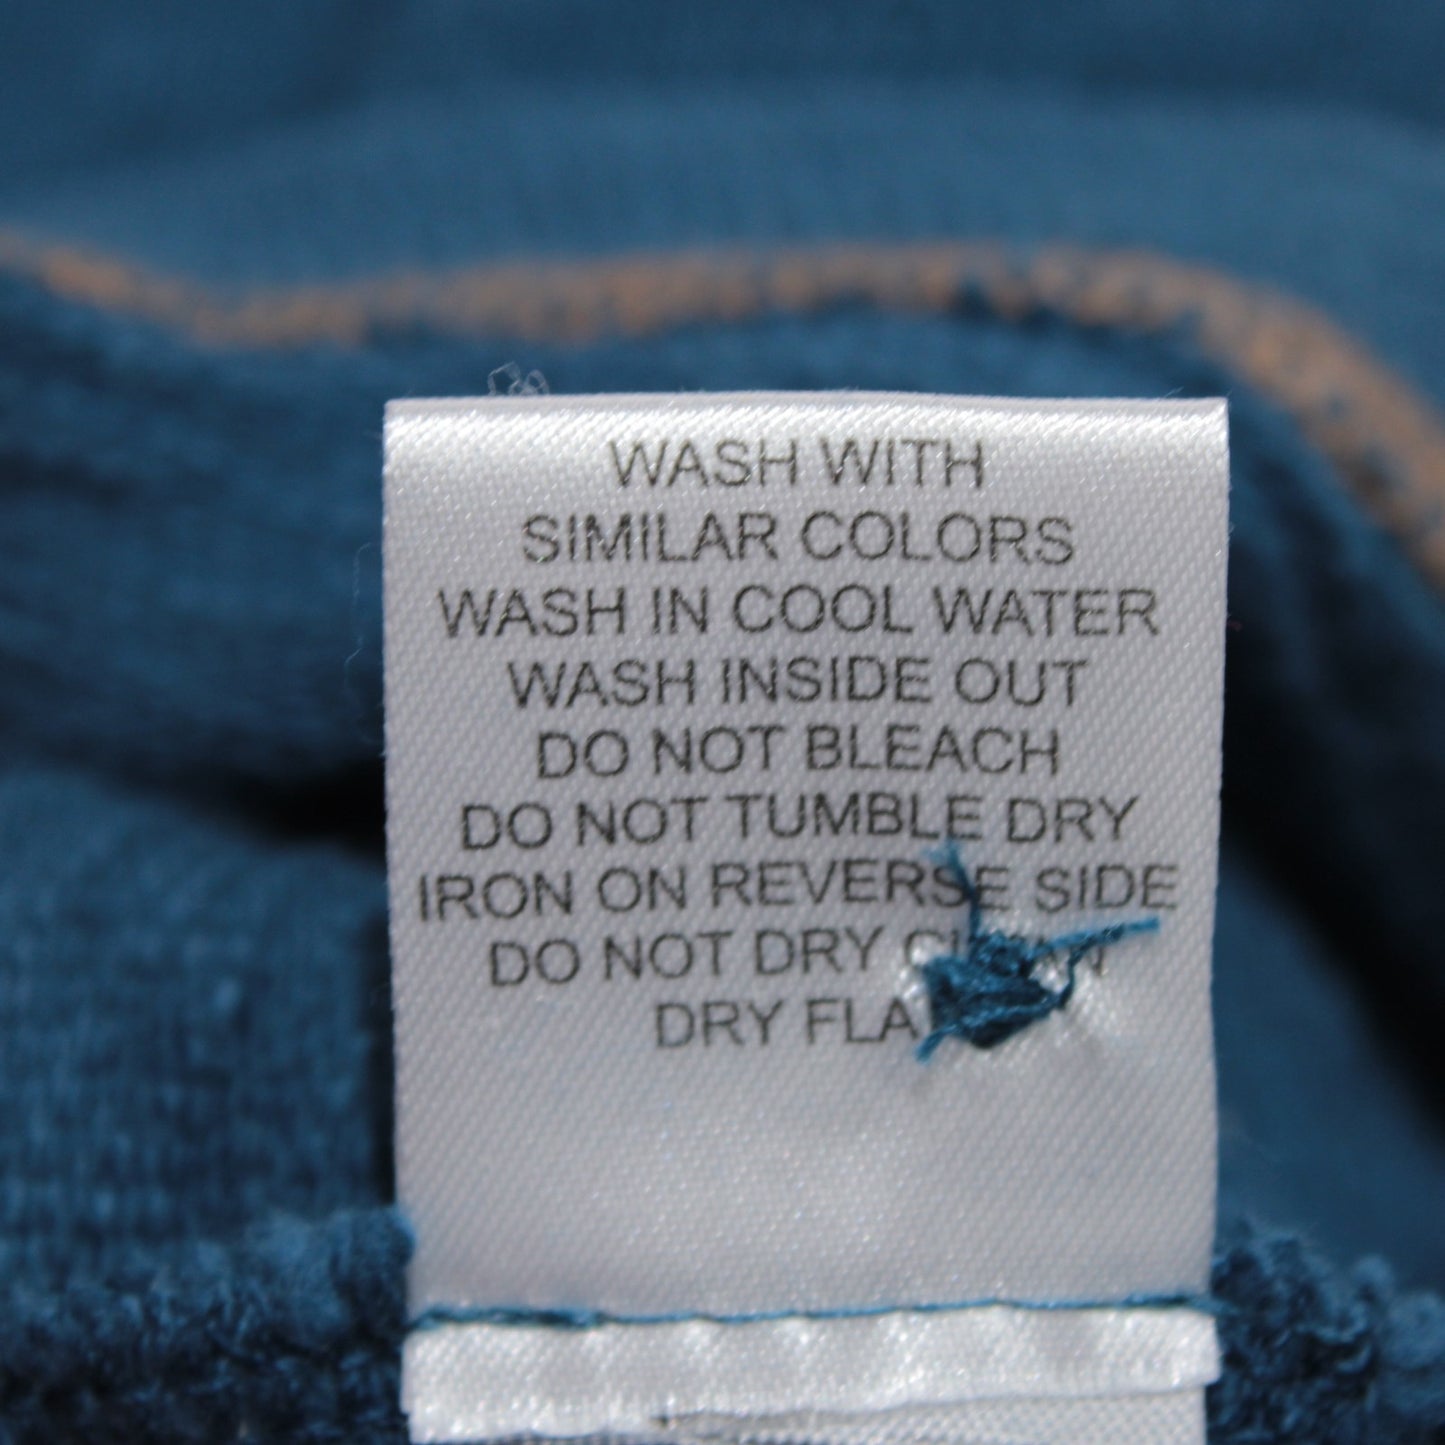 WASH WITH
SIMILAR COLORS
WASH IN COOL WATER
WASH INSIDE OUT
DO NOT BLEACH
DO NOT TUMBLE DRY
IRON ON REVERSE SIDE
DO NOT DRY
DRY